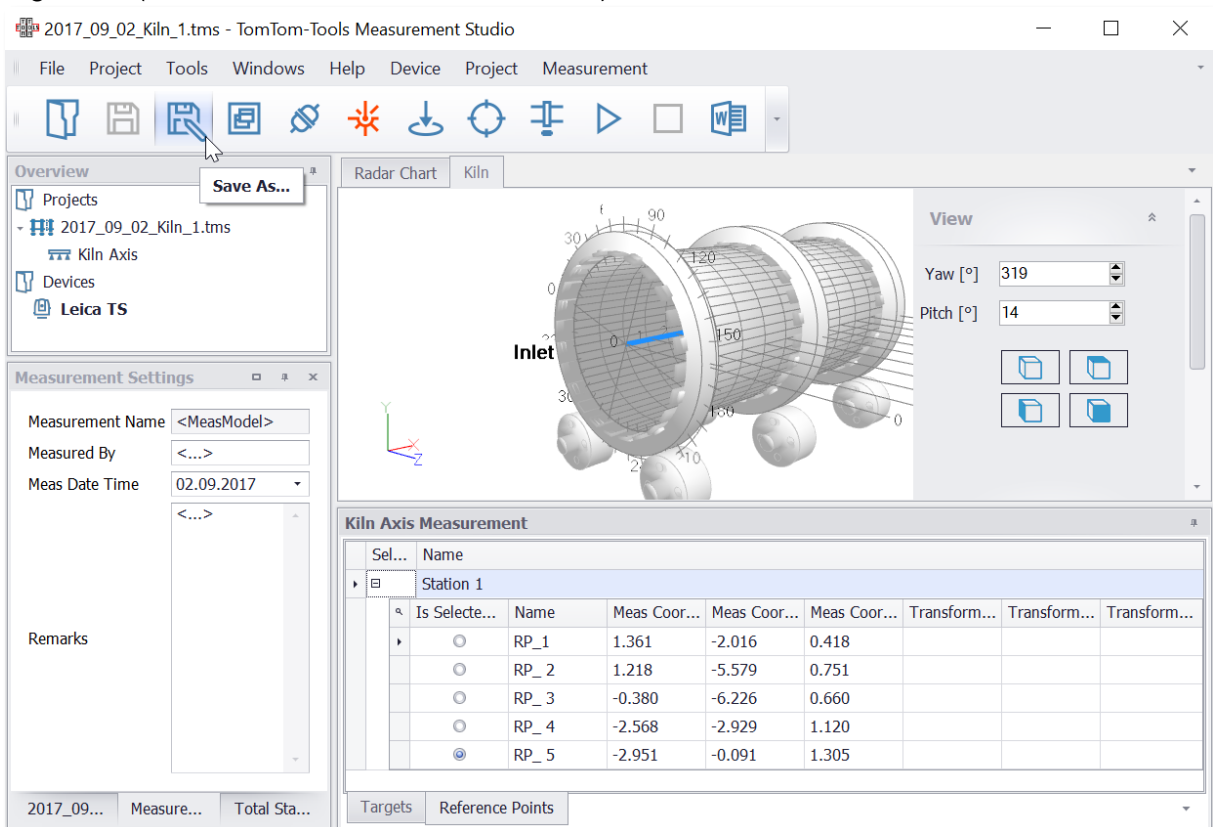 2017_09_02_Kiln_1.tms - TomTom-Tools Measurement Studio
File Project Tools Windows Help Device Project Measurement
Save As...
Overview
Projects
2017_09_02_Kiln_1.tms
Kiln Axis
Devices
Leica TS
Measurement Settings
Measurement Name <MeasModel>
Measured By <...>
Meas Date Time 02.09.2017
<...>
Remarks
2017_09... Measure... Total Sta...
Radar Chart Kiln
90
30
120
0
0
150
Inlet
180
0
10
Y
X
Z
View
Yaw [°] 319
Pitch [°] 14
Kiln Axis Measurement
Sel... Name
Station 1
Is Selecte... Name Meas Coor... Meas Coor... Meas Coor... Transform... Transform... Transform...
RP_1 1.361 -2.016 0.418
RP_ 2 1.218 -5.579 0.751
RP_ 3 -0.380 -6.226 0.660
RP_ 4 -2.568 -2.929 1.120
RP_ 5 -2.951 -0.091 1.305
Targets Reference Points